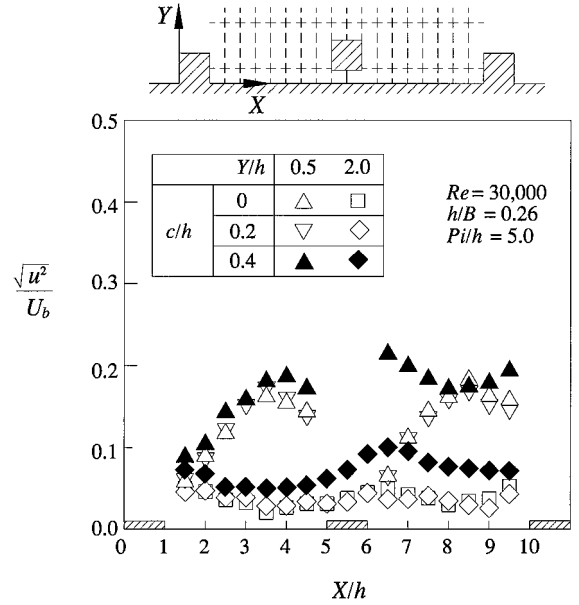 Y
X
0.5
Y/h 0.5 2.0
c/h
0 △ □
0.2 ▽ ◇
0.4 ▲ ◆
Re = 30,000
h/B = 0.26
Pi/h = 5.0
0.4
0.3
√u² / U_b
0.2
0.1
0.0
0 1 2 3 4 5 6 7 8 9 10
X/h